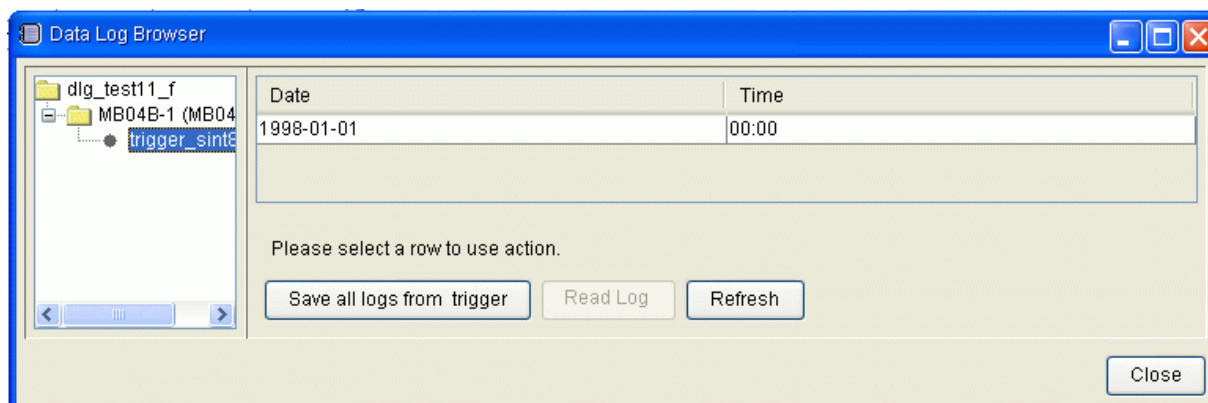 Data Log Browser
dlg_test11_f
MB04B-1 (MB04
trigger_sint8
Date Time
1998-01-01 00:00
Please select a row to use action.
Save all logs from trigger Read Log Refresh
Close